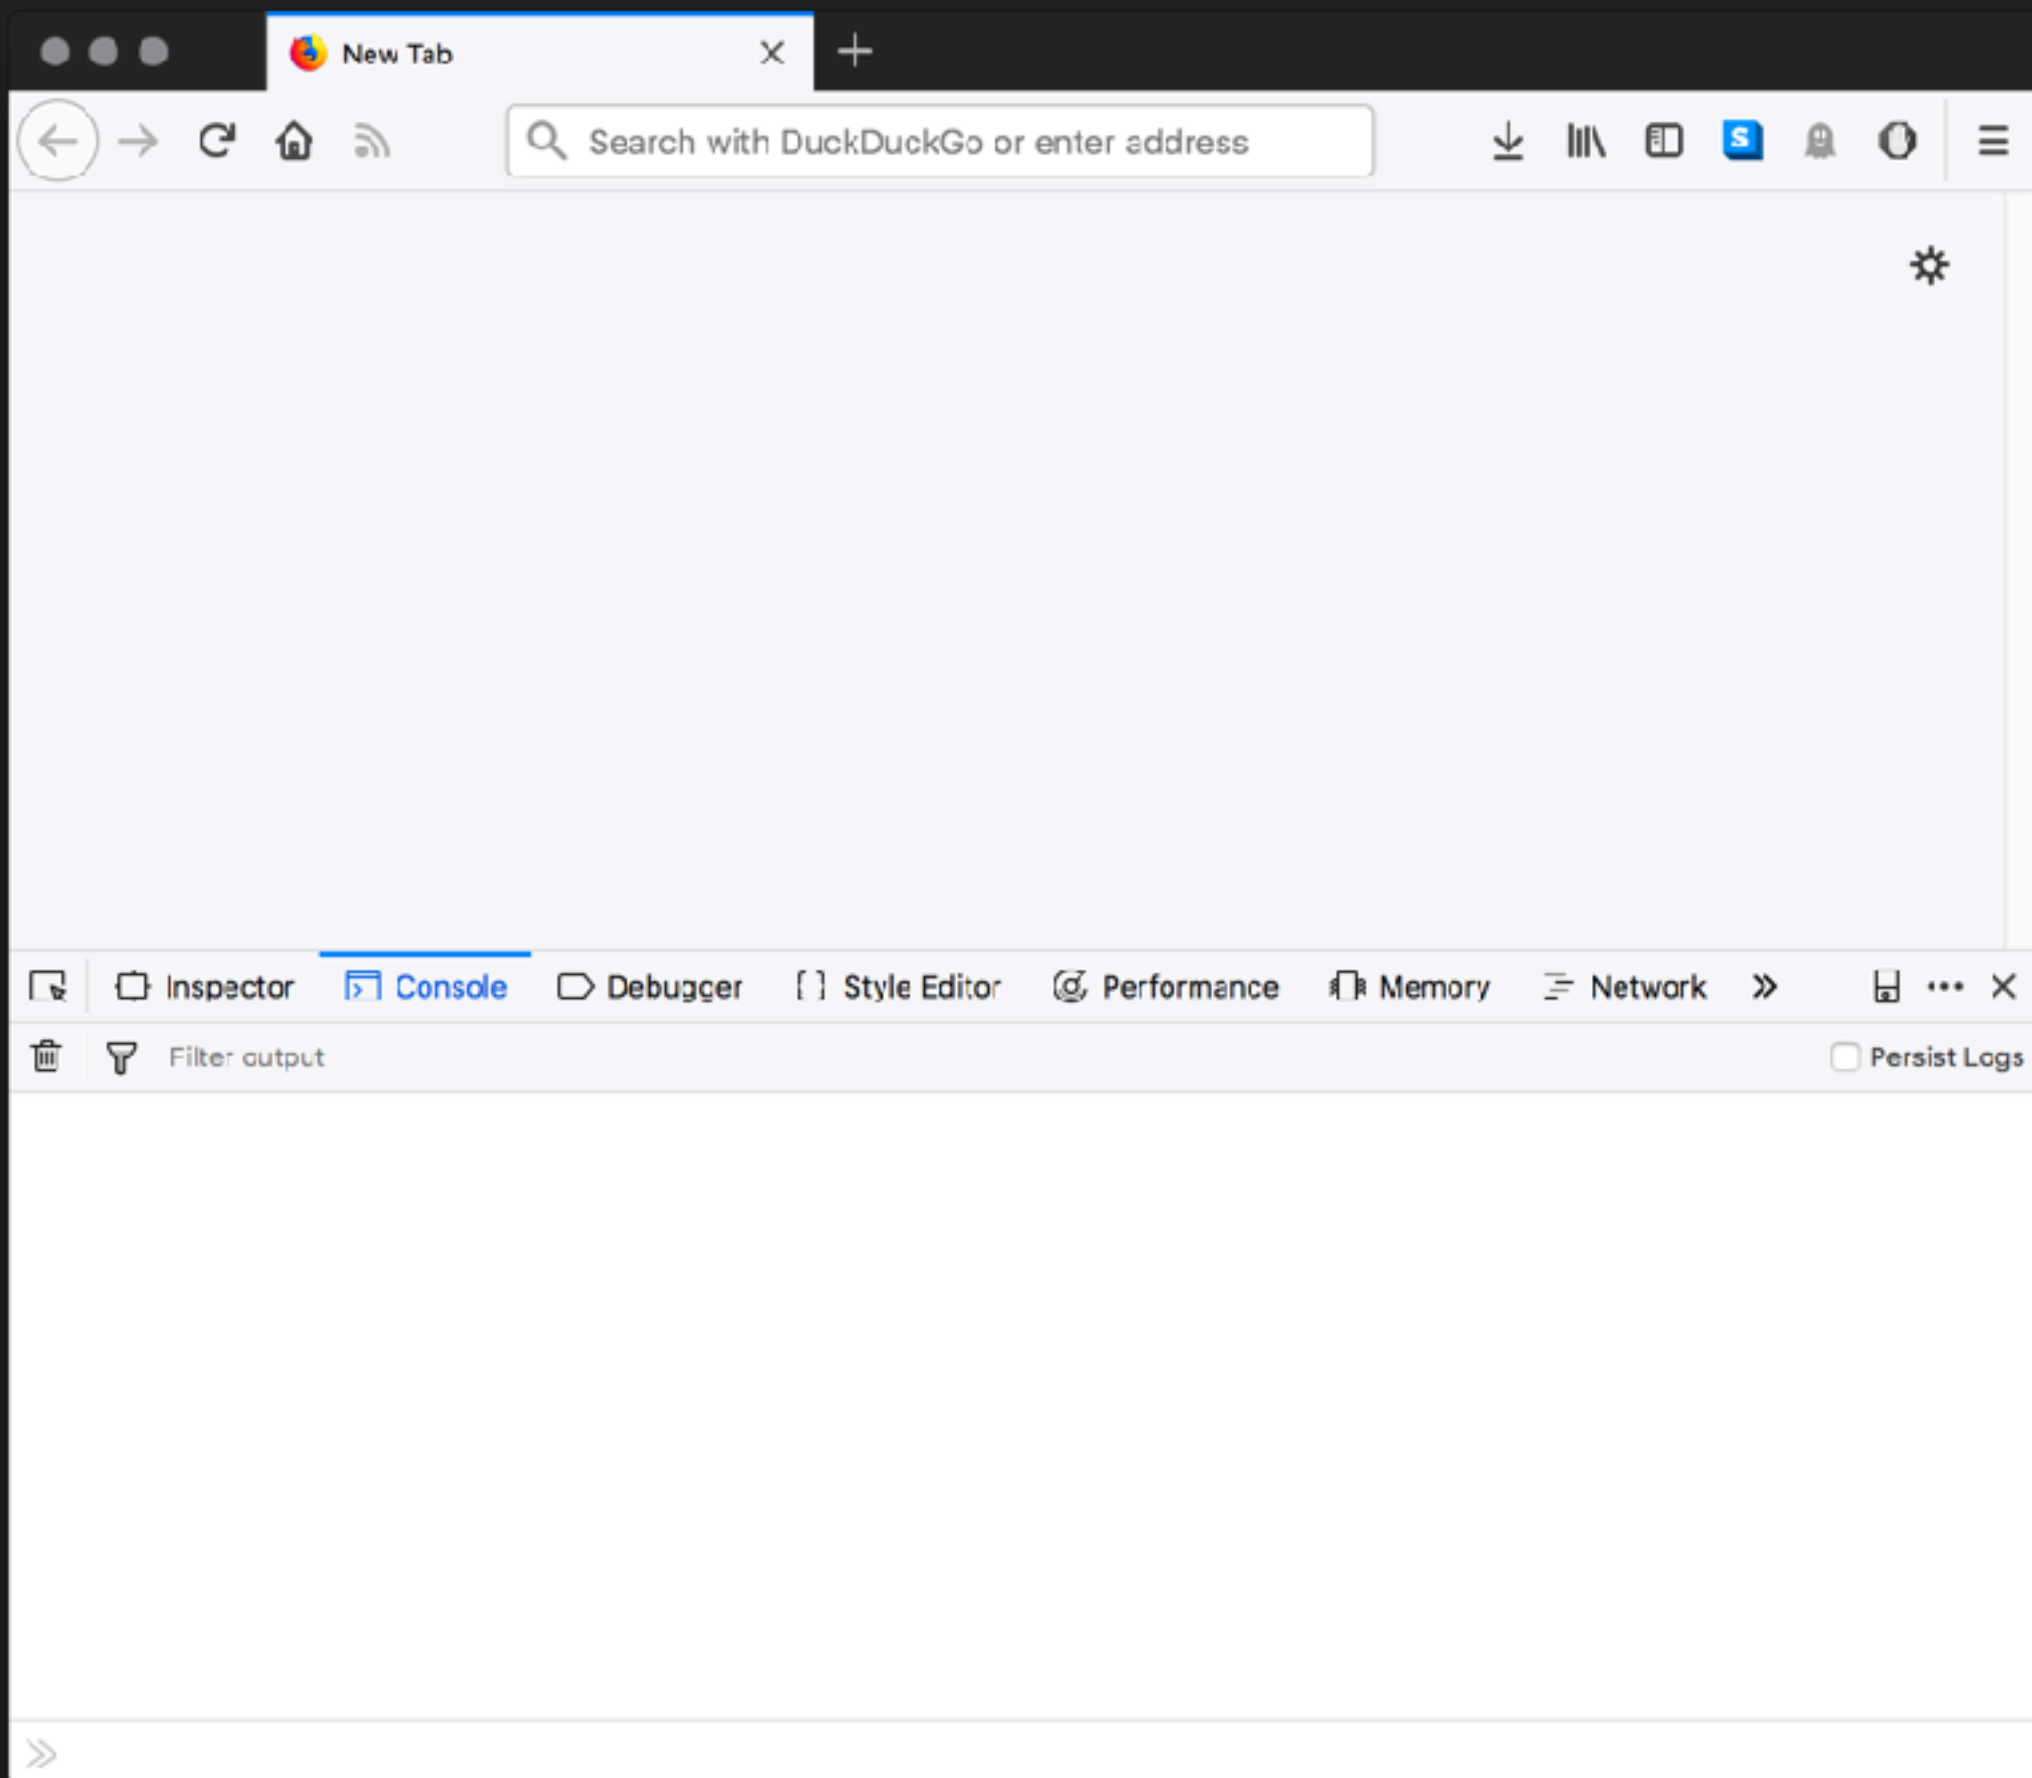 New Tab
Search with DuckDuckGo or enter address
S
Inspector Console Debugger Style Editor Performance Memory Network
Filter output Persist Logs